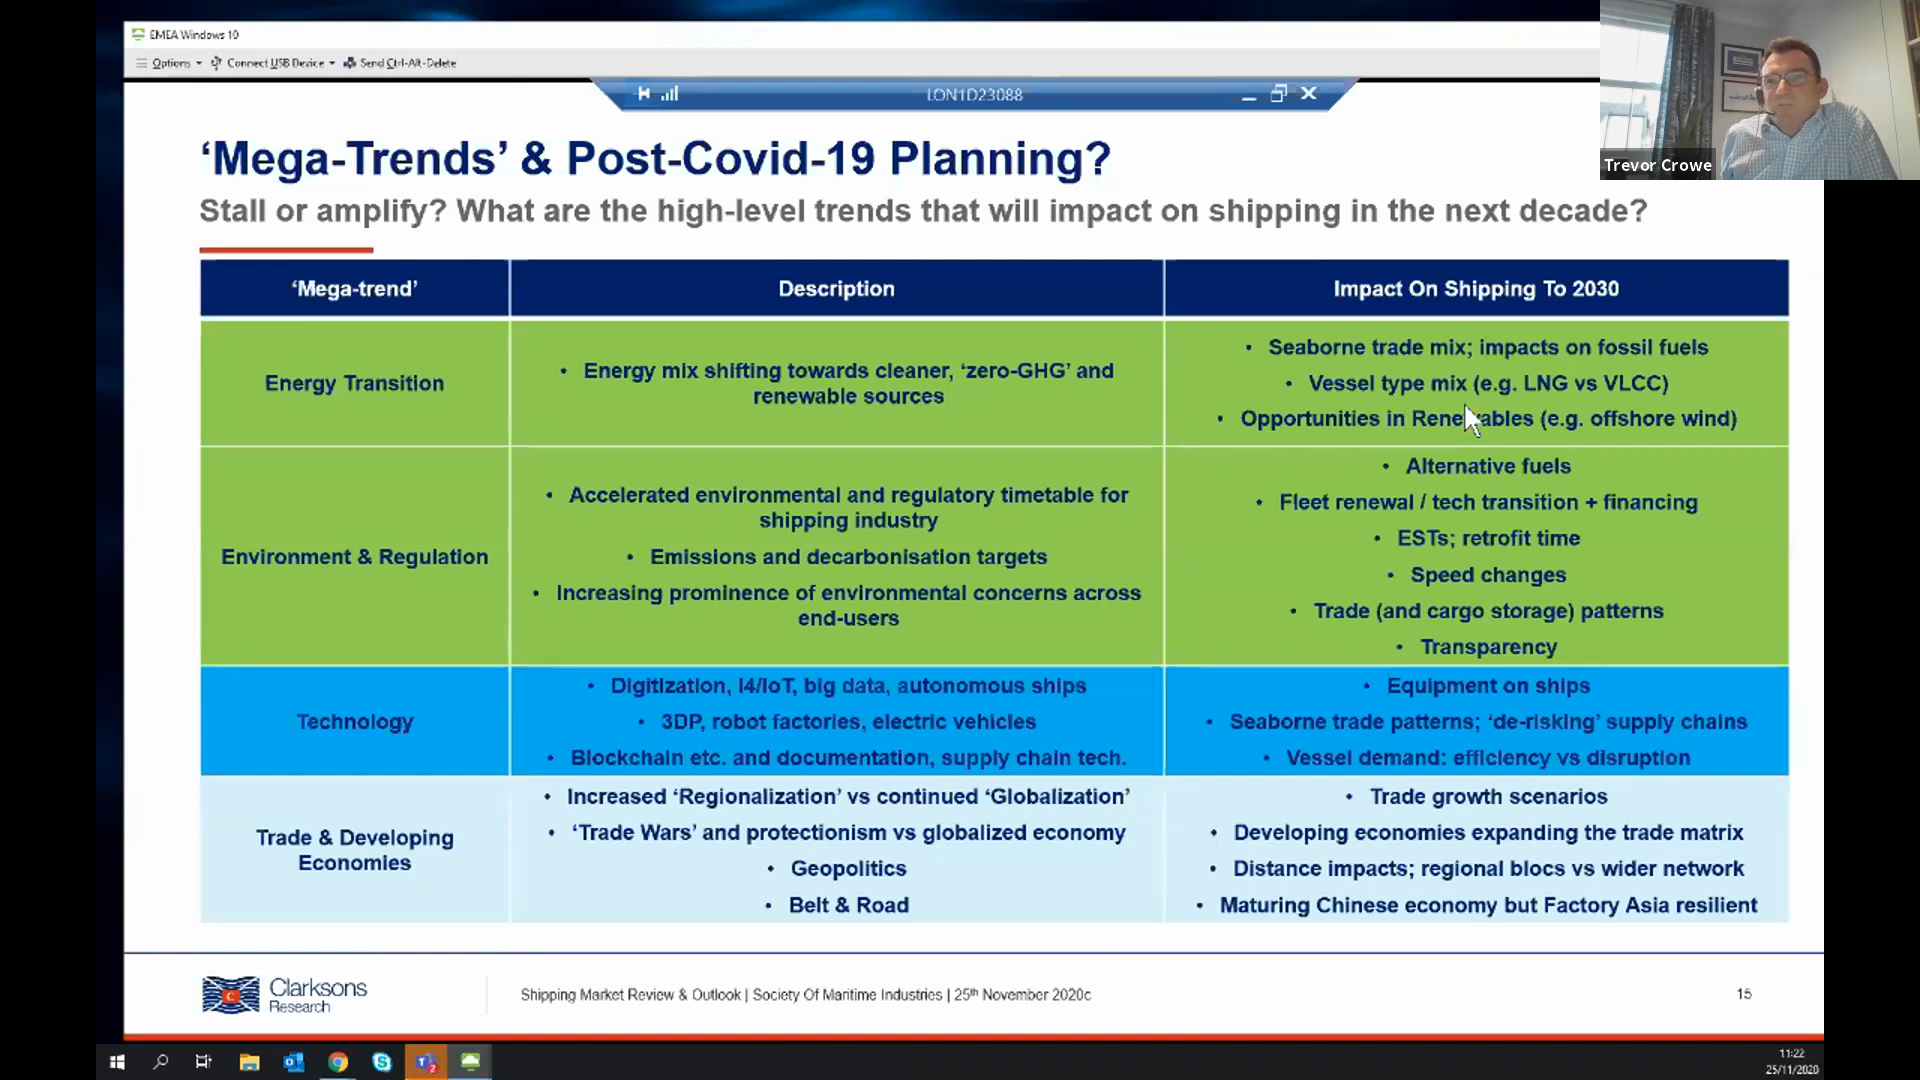 EMEA Windows 10
Options
Connect USB Device
Send Ctrl-Alt-Delete
LON1D23088
Trevor Crowe
‘Mega-Trends’ & Post-Covid-19 Planning?
Stall or amplify? What are the high-level trends that will impact on shipping in the next decade?
‘Mega-trend’
Description
Impact On Shipping To 2030
Energy Transition
• Energy mix shifting towards cleaner, ‘zero-GHG’ and
renewable sources
• Seaborne trade mix; impacts on fossil fuels
• Vessel type mix (e.g. LNG vs VLCC)
• Opportunities in Renewables (e.g. offshore wind)
Environment & Regulation
• Accelerated environmental and regulatory timetable for
shipping industry
• Emissions and decarbonisation targets
• Increasing prominence of environmental concerns across
end-users
• Alternative fuels
• Fleet renewal / tech transition + financing
• ESTs; retrofit time
• Speed changes
• Trade (and cargo storage) patterns
• Transparency
Technology
• Digitization, I4/IoT, big data, autonomous ships
• 3DP, robot factories, electric vehicles
• Blockchain etc. and documentation, supply chain tech.
• Equipment on ships
• Seaborne trade patterns; ‘de-risking’ supply chains
• Vessel demand: efficiency vs disruption
Trade & Developing
Economies
• Increased ‘Regionalization’ vs continued ‘Globalization’
• ‘Trade Wars’ and protectionism vs globalized economy
• Geopolitics
• Belt & Road
• Trade growth scenarios
• Developing economies expanding the trade matrix
• Distance impacts; regional blocs vs wider network
• Maturing Chinese economy but Factory Asia resilient
Clarksons
Research
Shipping Market Review & Outlook | Society Of Maritime Industries | 25th November 2020c
15
11:22
25/11/2020